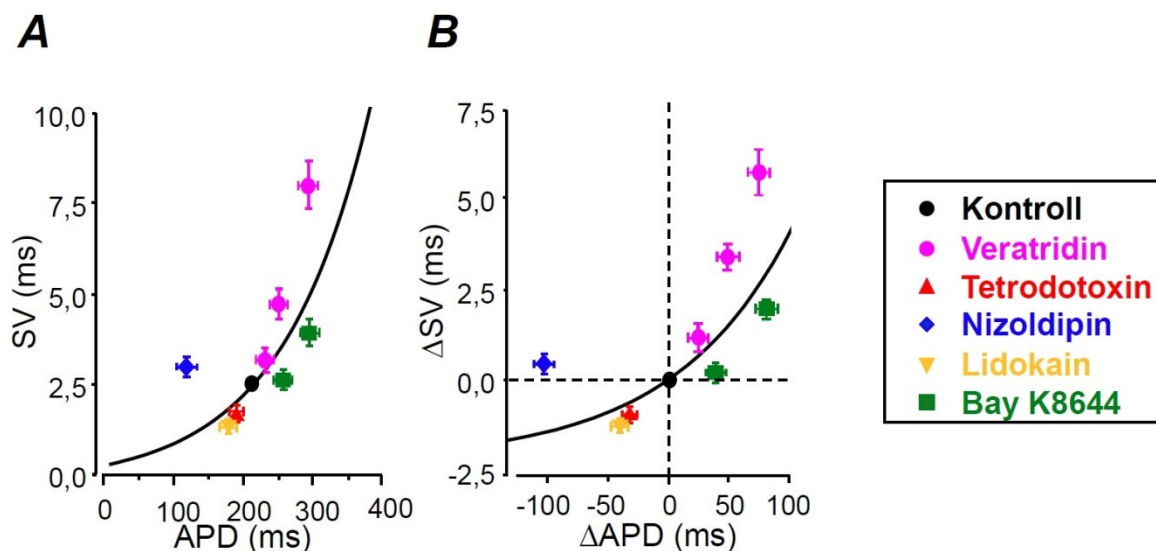 A
SV (ms)
10,0
7,5
5,0
2,5
0,0
0 100 200 300 400
APD (ms)
B
ΔSV (ms)
7,5
5,0
2,5
0,0
-2,5
-100 -50 0 50 100
ΔAPD (ms)
Kontroll
Veratridin
Tetrodotoxin
Nizoldipin
Lidokain
Bay K8644